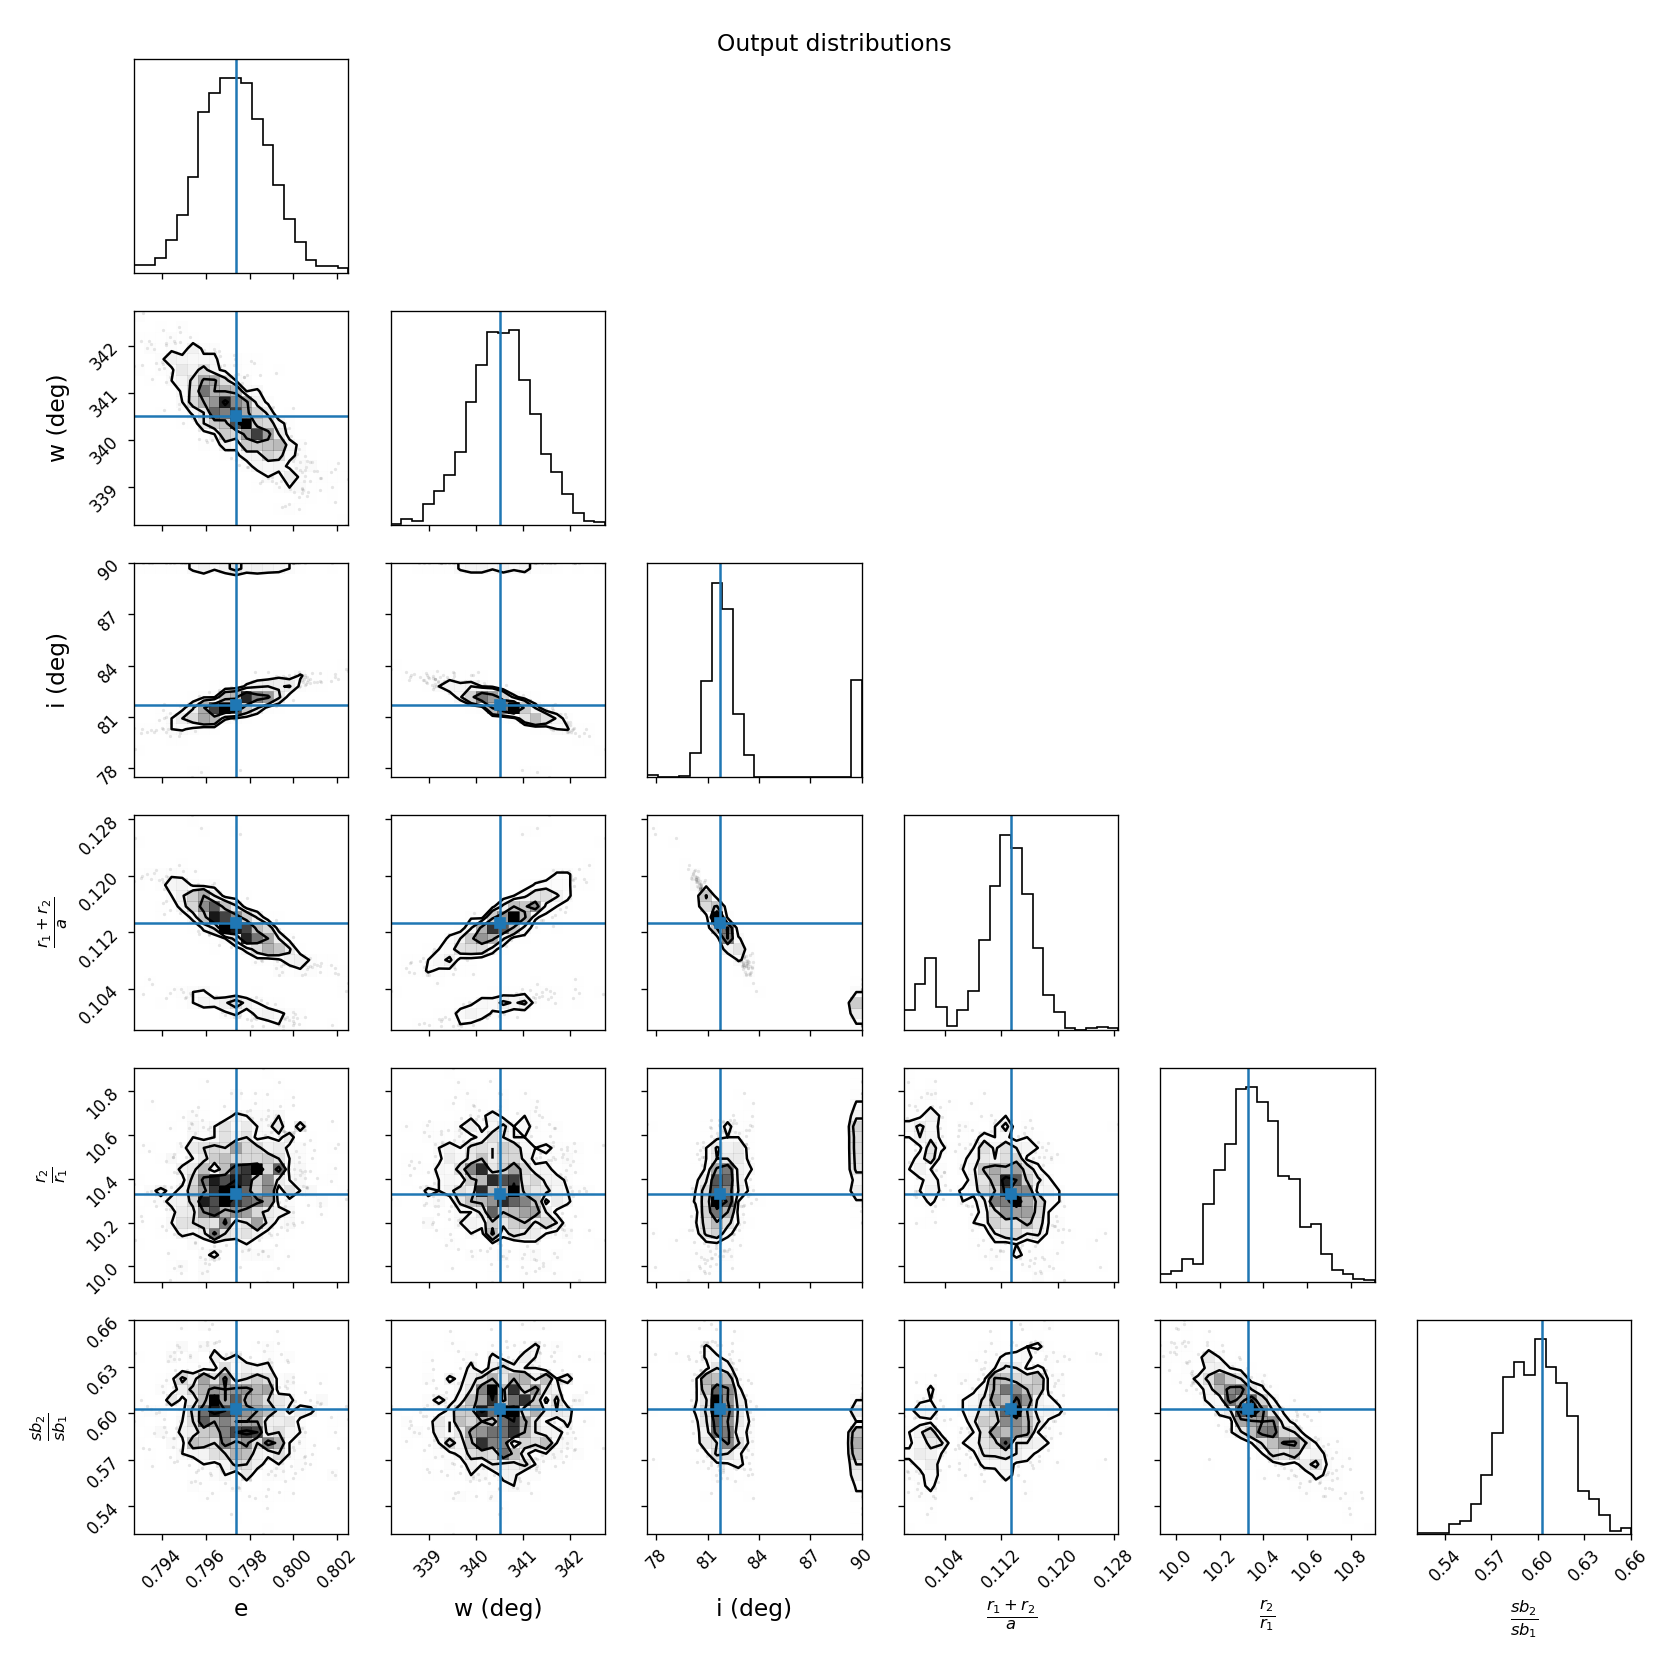 Output distributions
w (deg)
342
341
340
339
i (deg)
90
87
84
81
78
r₁ + r₂
a
0.128
0.120
0.112
0.104
r₂
r₁
10.8
10.6
10.4
10.2
10.0
sb₂
sb₁
0.66
0.63
0.60
0.57
0.54
0.794 0.796 0.798 0.800 0.802 339 340 341 342 78 81 84 87 90 0.104 0.112 0.120 0.128 10.0 10.2 10.4 10.6 10.8 0.54 0.57 0.60 0.63 0.66
e w (deg) i (deg)
r₁ + r₂
a
r₂
r₁
sb₂
sb₁